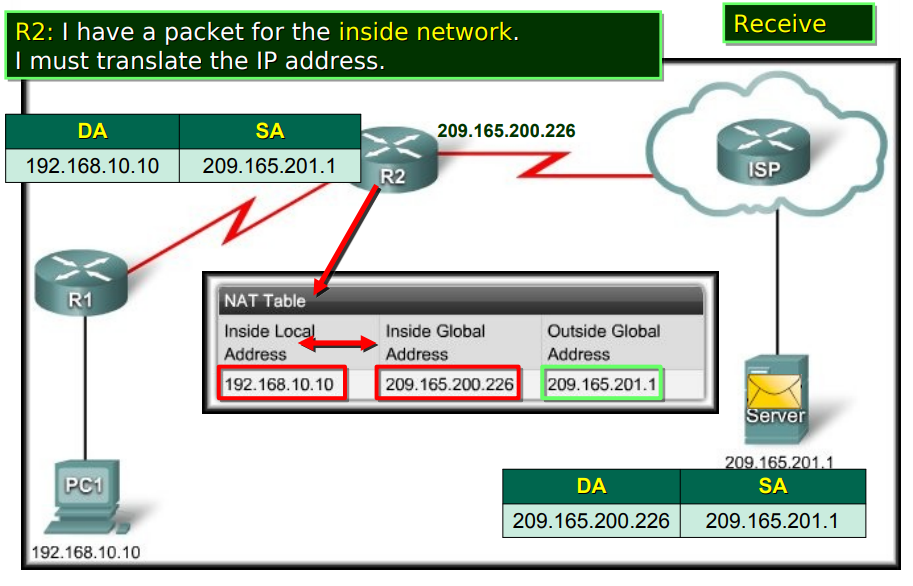 R2: I have a packet for the inside network.
I must translate the IP address.
Receive
DA SA
192.168.10.10 209.165.201.1
209.165.200.226
R2
ISP
R1
NAT Table
Inside Local Address Inside Global Address Outside Global Address
192.168.10.10 209.165.200.226 209.165.201.1
Server
209.165.201.1
PC1
192.168.10.10
DA SA
209.165.200.226 209.165.201.1